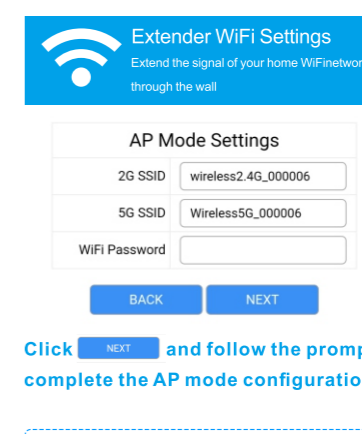 Extender WiFi Settings
Extend the signal of your home WiFinetwor
through the wall
AP Mode Settings
2G SSID wireless2.4G_000006
5G SSID Wireless5G_000006
WiFi Password
BACK NEXT
Click NEXT and follow the promp
complete the AP mode configuratio